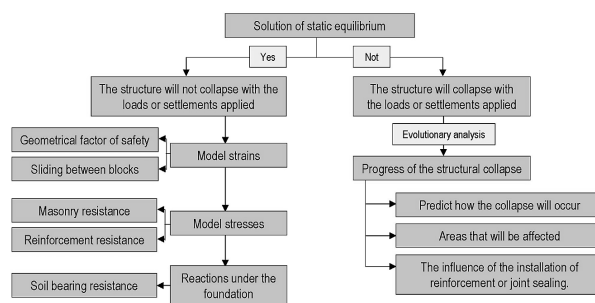 Solution of static equilibrium
Yes
Not
The structure will not collapse with the
loads or settlements applied
The structure will collapse with
the loads or settlements applied
Geometrical factor of safety
Sliding between blocks
Model strains
Evolutionary analysis
Progress of the structural collapse
Masonry resistance
Reinforcement resistance
Model stresses
Predict how the collapse will occur
Areas that will be affected
Soil bearing resistance
Reactions under the
foundation
The influence of the installation of
reinforcement or joint sealing.